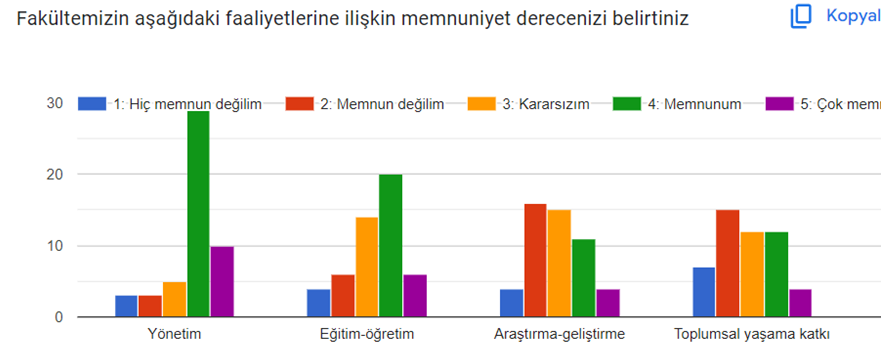 Fakültemizin aşağıdaki faaliyetlerine ilişkin memnuniyet derecenizi belirtiniz
Kopyal
1: Hiç memnun değilim 2: Memnun değilim 3: Kararsızım 4: Memnunum 5: Çok memn
30
20
10
0
Yönetim Eğitim-öğretim Araştırma-geliştirme Toplumsal yaşama katkı